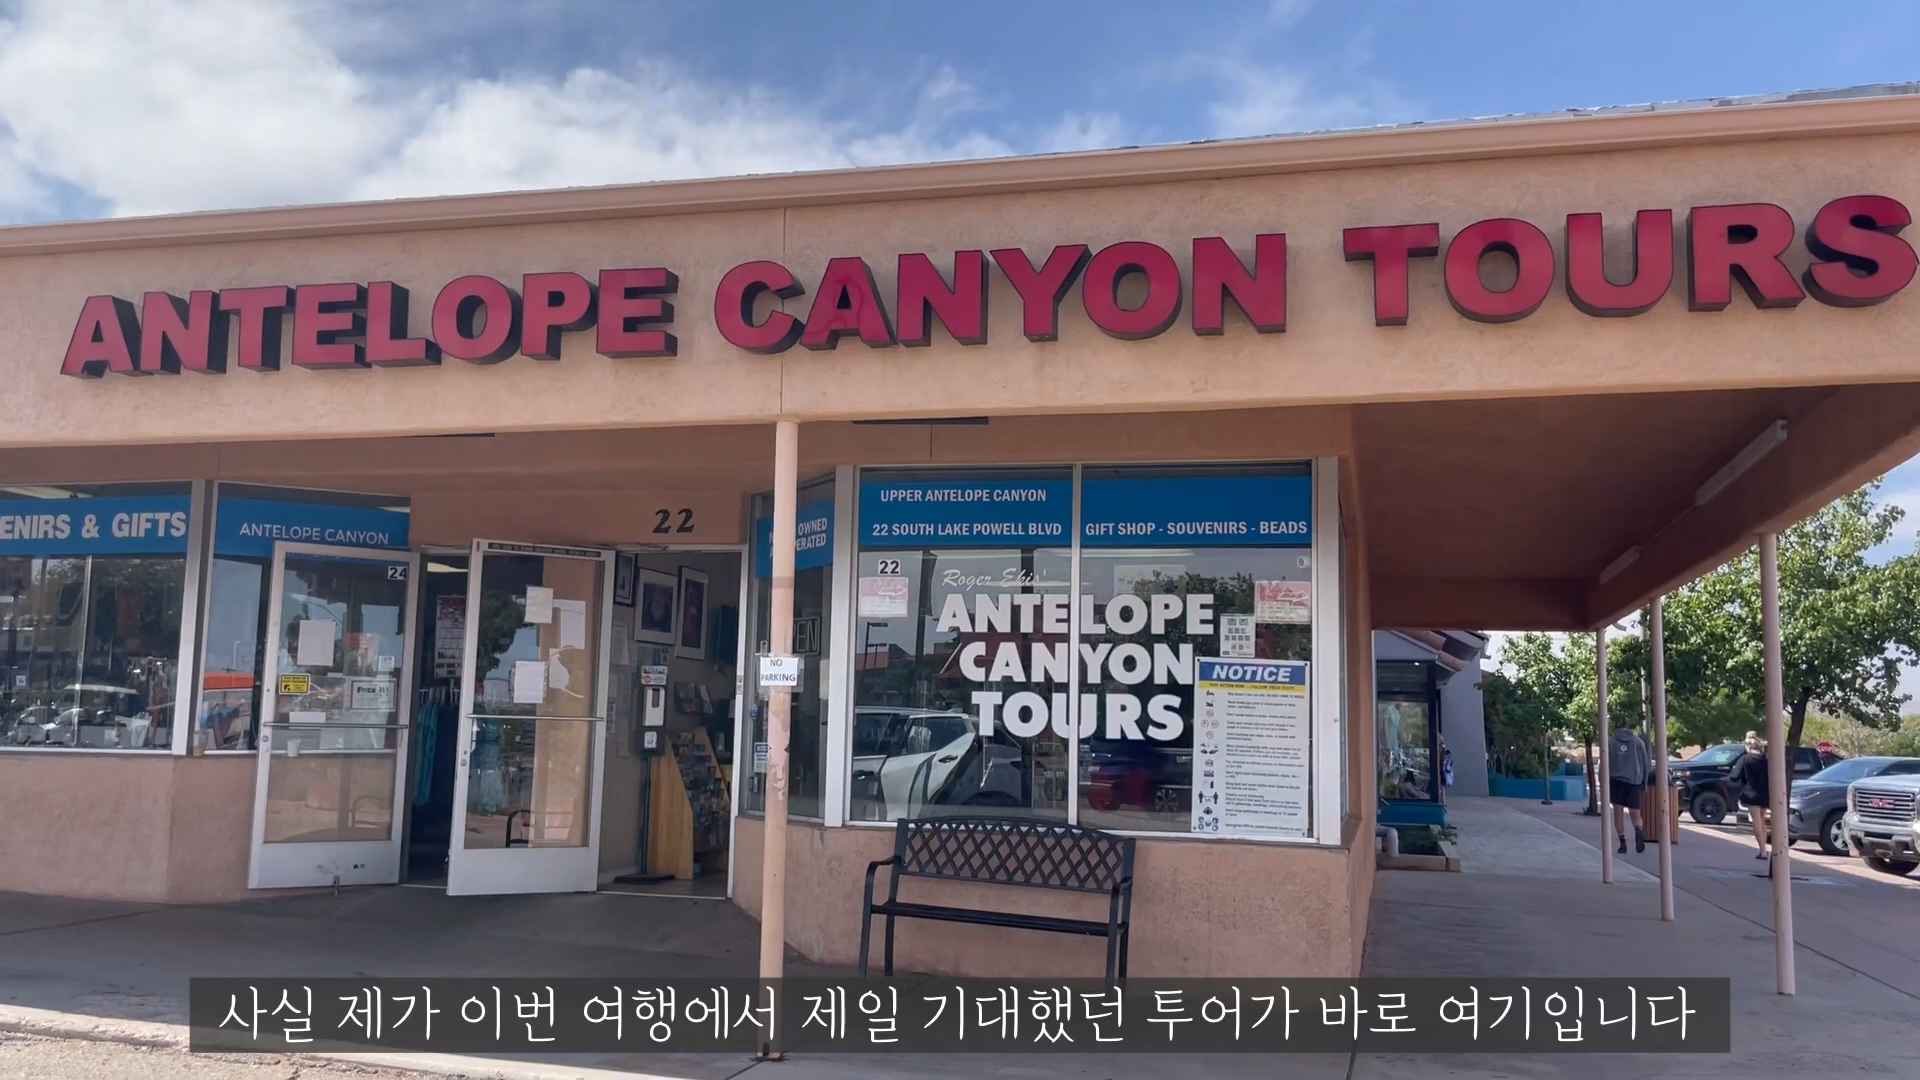 ANTELOPE CANYON TOURS
22
ENIRS & GIFTS
ANTELOPE CANYON
24
OWNED
ERATED
UPPER ANTELOPE CANYON
22 SOUTH LAKE POWELL BLVD
GIFT SHOP - SOUVENIRS - BEADS
22
Roger Ekis'
ANTELOPE
CANYON
TOURS
NO
PARKING
NOTICE
사실 제가 이번 여행에서 제일 기대했던 투어가 바로 여기입니다